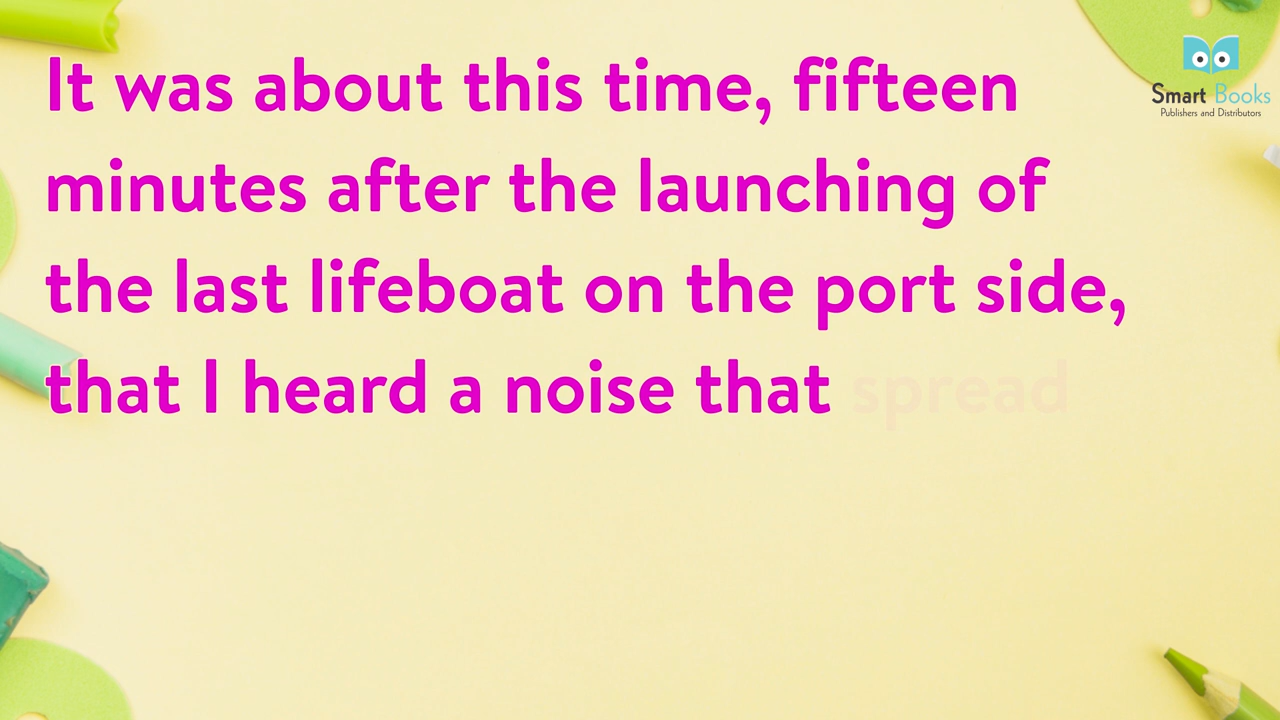 It was about this time, fifteen
minutes after the launching of
the last lifeboat on the port side,
that I heard a noise that spread
Smart Books
Publishers and Distributors